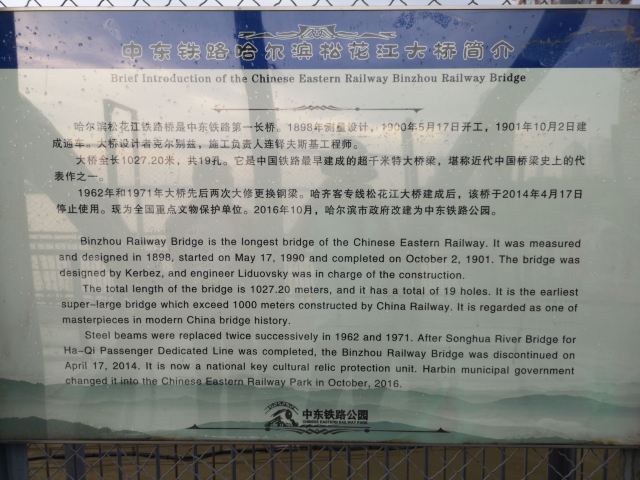 中东铁路哈尔滨松花江大桥简介
Brief Introduction of the Chinese Eastern Railway Binzhou Railway Bridge
哈尔滨松花江铁路桥是中东铁路第一长桥。1898年测量设计，1900年5月17日开工，1901年10月2日建
成通车。大桥设计者克尔别兹，施工负责人连铎夫斯基工程师。
大桥全长1027.20米，共19孔。它是中国铁路最早建成的超千米特大桥梁，堪称近代中国桥梁史上的代
表作之一。
1962年和1971年大桥先后两次大修更换钢梁。哈齐客专线松花江大桥建成后，该桥于2014年4月17日
停止使用。现为全国重点文物保护单位。2016年10月，哈尔滨市政府改建为中东铁路公园。
Binzhou Railway Bridge is the longest bridge of the Chinese Eastern Railway. It was measured
and designed in 1898, started on May 17, 1990 and completed on October 2, 1901. The bridge was
designed by Kerbez, and engineer Liduovsky was in charge of the construction.
The total length of the bridge is 1027.20 meters, and it has a total of 19 holes. It is the earliest
super-large bridge which exceed 1000 meters constructed by China Railway. It is regarded as one of
masterpieces in modern China bridge history.
Steel beams were replaced twice successively in 1962 and 1971. After Songhua River Bridge for
Ha-Qi Passenger Dedicated Line was completed, the Binzhou Railway Bridge was discontinued on
April 17, 2014. It is now a national key cultural relic protection unit. Harbin municipal government
changed it into the Chinese Eastern Railway Park in October, 2016.
中东铁路公园
CHINESE EASTERN RAILWAY PARK